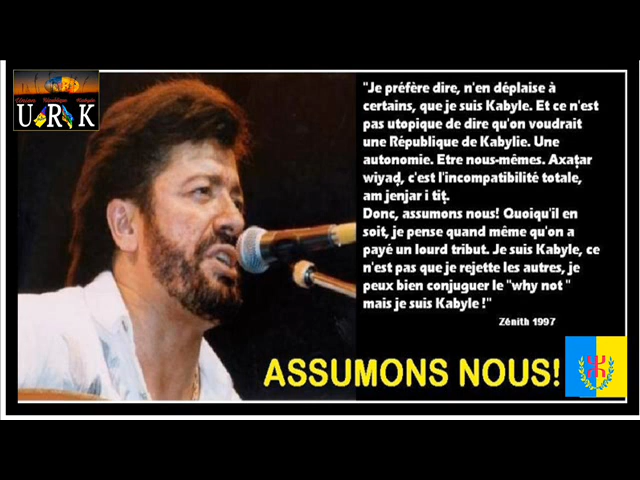 Union République Kabyle
U R K
"Je préfère dire, n'en déplaise à
certains, que je suis Kabyle. Et ce n'est
pas utopique de dire qu'on voudrait
une République de Kabylie. Une
autonomie. Etre nous-mêmes. Axaṭar
wiyaḍ, c'est l'incompatibilité totale,
am jenjar i tiṭ.
Donc, assumons nous! Quoiqu'il en
soit, je pense quand même qu'on a
payé un lourd tribut. Je suis Kabyle, ce
n'est pas que je rejette les autres, je
peux bien conjuguer le "why not "
mais je suis Kabyle !"
Zénith 1997
ASSUMONS NOUS!